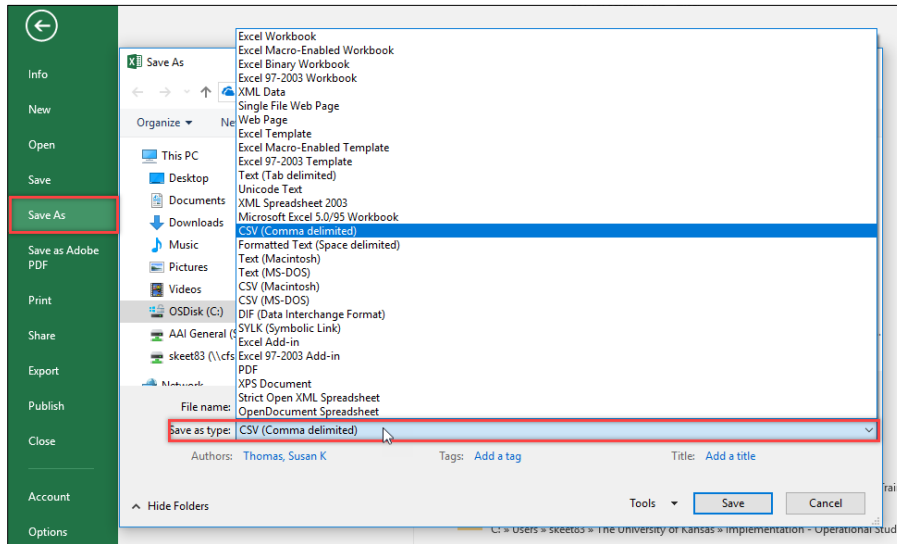 Info
New
Open
Save
Save As
Save as Adobe
PDF
Print
Share
Export
Publish
Close
Account
Options
Save As
Organize
Ne
This PC
Desktop
Documents
Downloads
Music
Pictures
Videos
OSDisk (C:)
AAI General (S
skeet83 (\\cfs
Network
Excel Workbook
Excel Macro-Enabled Workbook
Excel Binary Workbook
Excel 97-2003 Workbook
XML Data
Single File Web Page
Web Page
Excel Template
Excel Macro-Enabled Template
Excel 97-2003 Template
Text (Tab delimited)
Unicode Text
XML Spreadsheet 2003
Microsoft Excel 5.0/95 Workbook
CSV (Comma delimited)
Formatted Text (Space delimited)
Text (Macintosh)
Text (MS-DOS)
CSV (Macintosh)
CSV (MS-DOS)
DIF (Data Interchange Format)
SYLK (Symbolic Link)
Excel Add-in
Excel 97-2003 Add-in
PDF
XPS Document
Strict Open XML Spreadsheet
OpenDocument Spreadsheet
File name:
Save as type: CSV (Comma delimited)
Authors: Thomas, Susan K Tags: Add a tag Title: Add a title
Hide Folders Tools Save Cancel
Trai
C: » Users » skeet83 » The University of Kansas » Implementation - Operational Stud